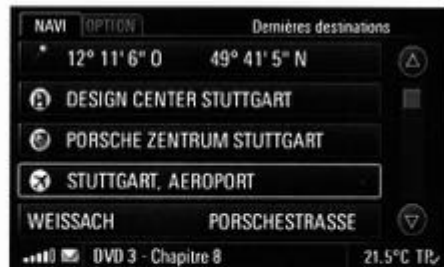 NAVI OPTION Dernières destinations
12° 11' 6" O 49° 41' 5" N
DESIGN CENTER STUTTGART
PORSCHE ZENTRUM STUTTGART
STUTTGART, AEROPORT
WEISSACH PORSCHESTRASSE
DVD 3 - Chapitre 8 21.5°C TP